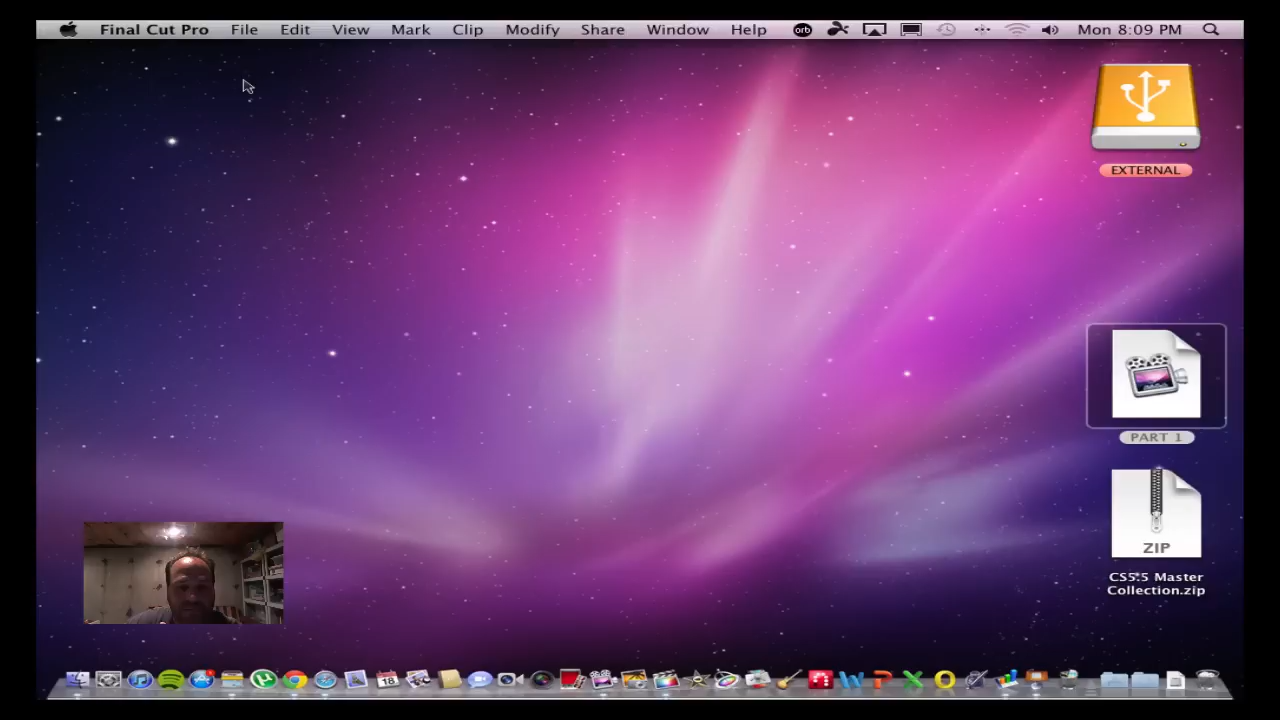 Final Cut Pro File Edit View Mark Clip Modify Share Window Help orb Mon 8:09 PM
EXTERNAL
PART 1
ZIP
CS5.5 Master
Collection.zip
18